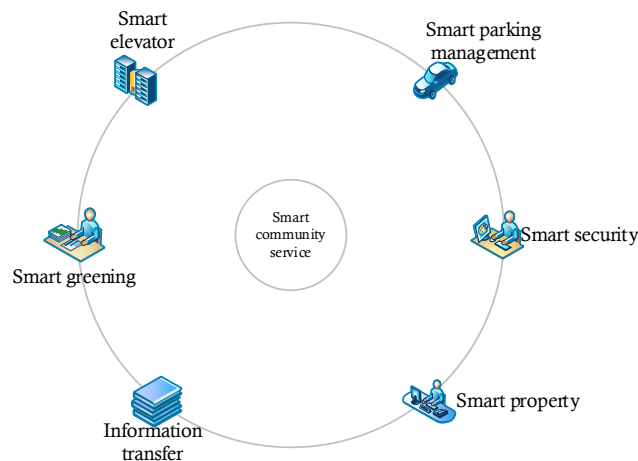 Smart
elevator
Smart parking
management
Smart
community
service
Smart security
Smart greening
Smart property
Information
transfer